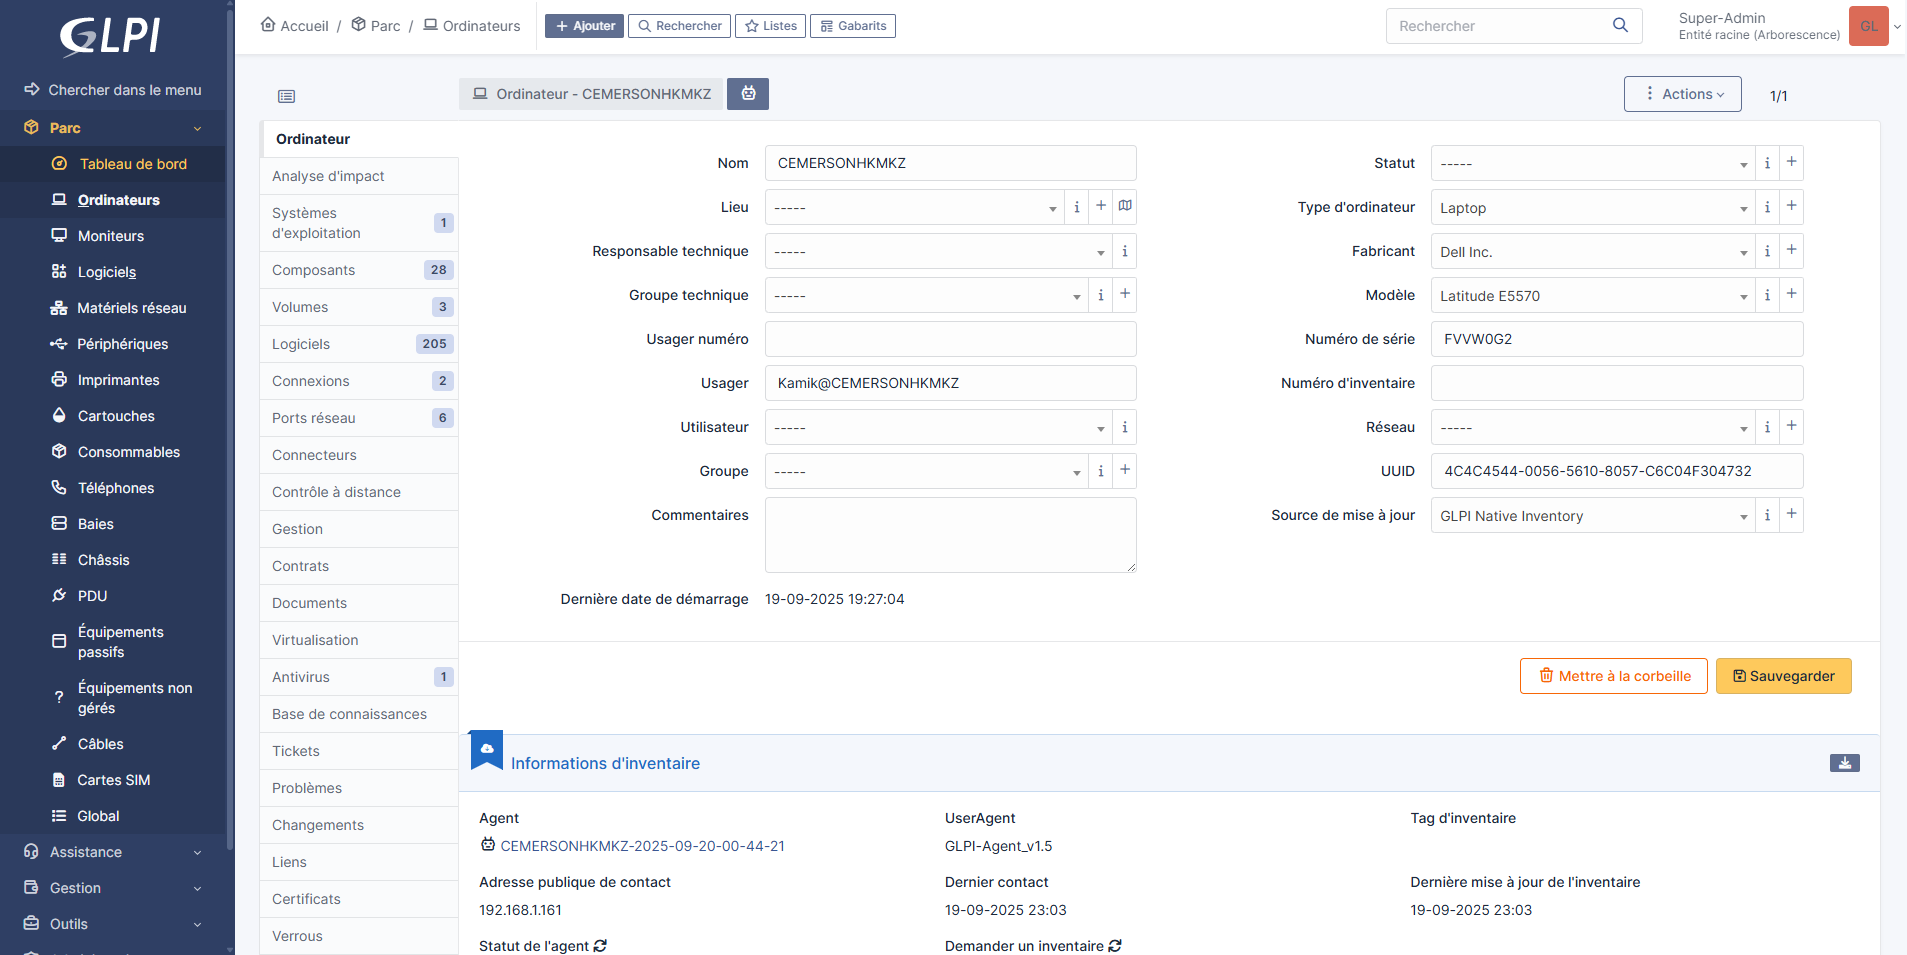 GLPI
Chercher dans le menu
Parc
Tableau de bord
Ordinateurs
Moniteurs
Logiciels
Matériels réseau
Périphériques
Imprimantes
Cartouches
Consommables
Téléphones
Baies
Châssis
PDU
Équipements
passifs
Équipements non
gérés
Câbles
Cartes SIM
Global
Assistance
Gestion
Outils
Accueil / Parc / Ordinateurs
+ Ajouter
Rechercher
Listes
Gabarits
Rechercher
Super-Admin
Entité racine (Arborescence)
GL
Ordinateur - CEMERSONHKMKZ
Actions
1/1
Ordinateur
Analyse d'impact
Systèmes
d'exploitation 1
Composants 28
Volumes 3
Logiciels 205
Connexions 2
Ports réseau 6
Connecteurs
Contrôle à distance
Gestion
Contrats
Documents
Virtualisation
Antivirus 1
Base de connaissances
Tickets
Problèmes
Changements
Liens
Certificats
Verrous
Nom CEMERSONHKMKZ
Lieu ----- i +
Responsable technique ----- i
Groupe technique ----- i +
Usager numéro
Usager Kamik@CEMERSONHKMKZ
Utilisateur ----- i
Groupe ----- i +
Commentaires
Dernière date de démarrage 19-09-2025 19:27:04
Statut ----- i +
Type d'ordinateur Laptop i +
Fabricant Dell Inc. i +
Modèle Latitude E5570 i +
Numéro de série FVVW0G2
Numéro d'inventaire
Réseau ----- i +
UUID 4C4C4544-0056-5610-8057-C6C04F304732
Source de mise à jour GLPI Native Inventory i +
Mettre à la corbeille
Sauvegarder
Informations d'inventaire
Agent
CEMERSONHKMKZ-2025-09-20-00-44-21
UserAgent
GLPI-Agent_v1.5
Tag d'inventaire
Adresse publique de contact
192.168.1.161
Dernier contact
19-09-2025 23:03
Dernière mise à jour de l'inventaire
19-09-2025 23:03
Statut de l'agent
Demander un inventaire